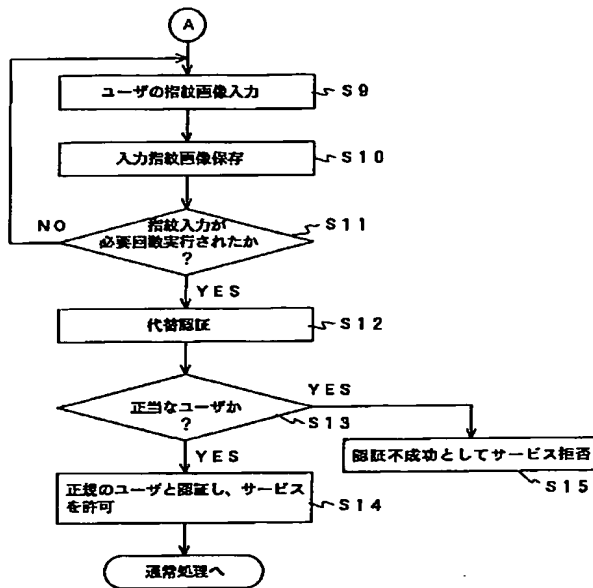 A
ユーザの指紋画像入力
S9
入力指紋画像保存
S10
指紋入力が
必要回数実行されたか
?
S11
NO
YES
代替認証
S12
正当なユーザか
?
S13
YES
YES
認証不成功としてサービス拒否
S15
正規のユーザと認証し、サービス
を許可
S14
通常処理へ